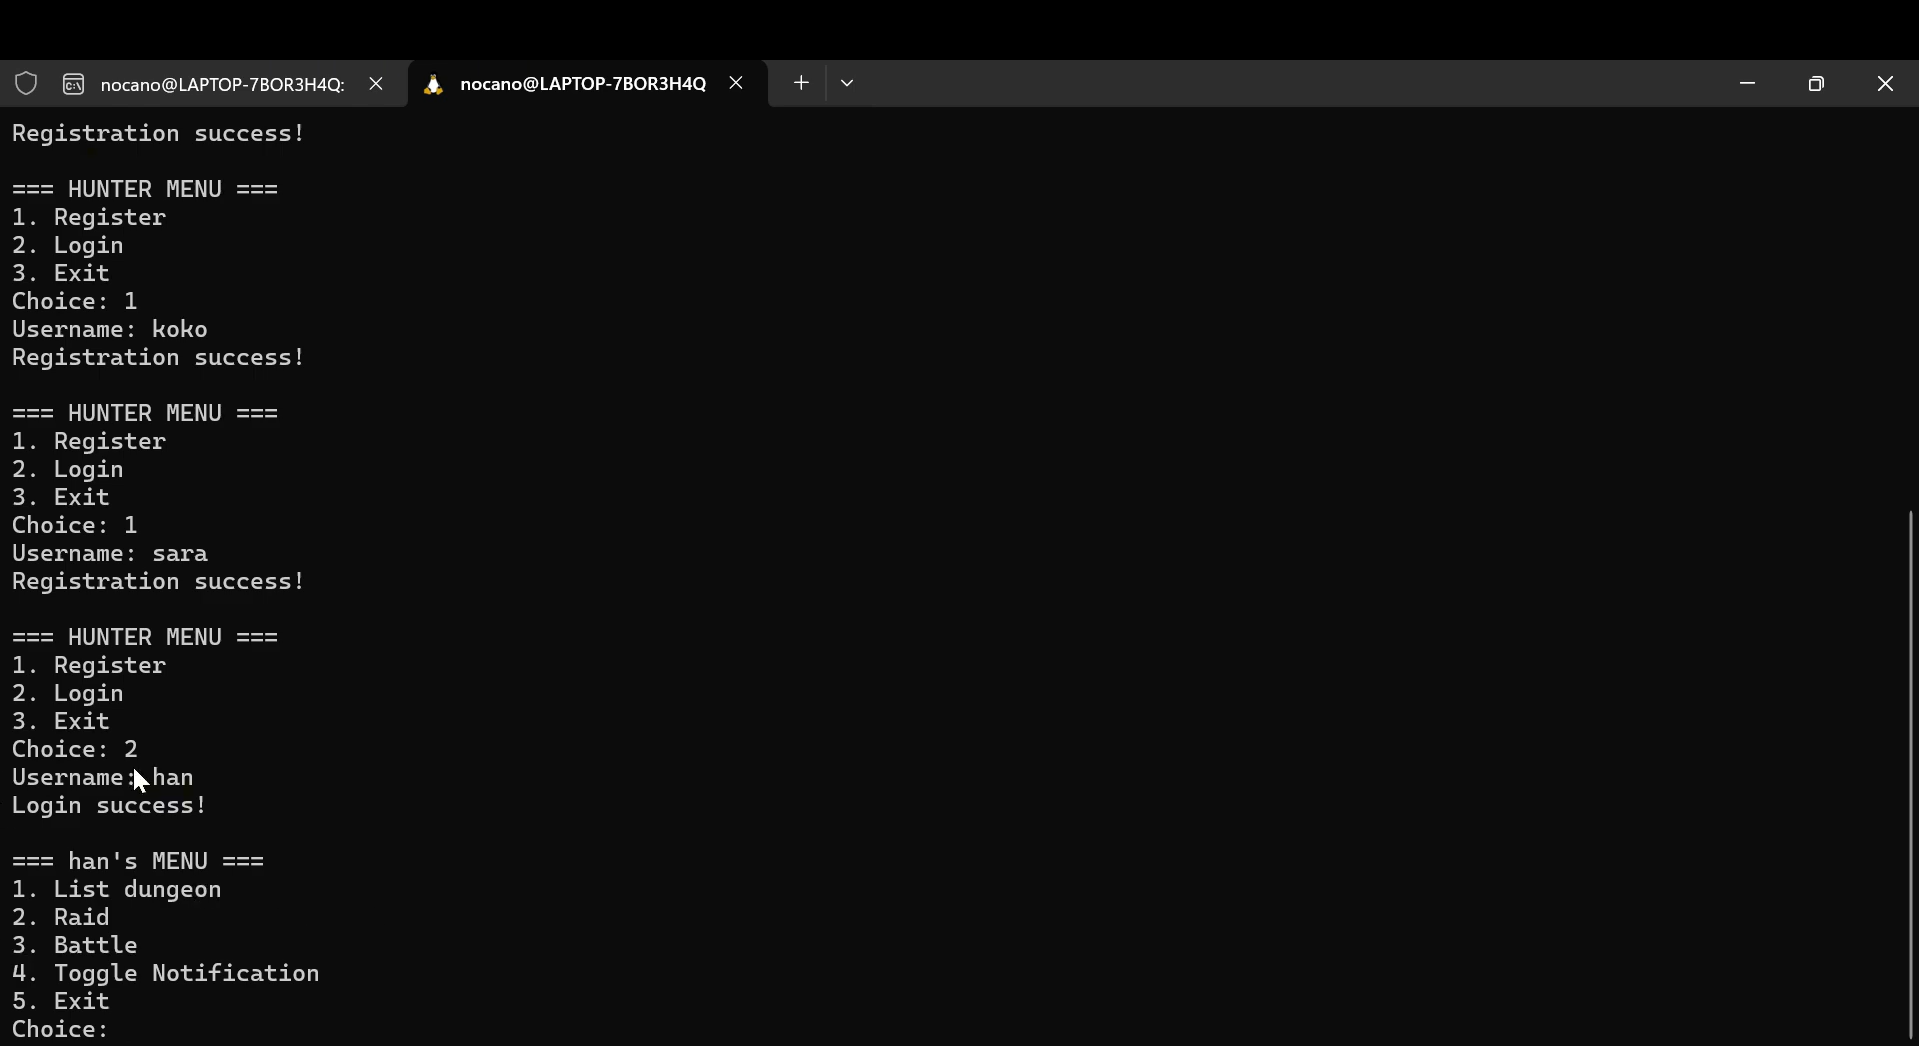 nocano@LAPTOP-7BOR3H4Q:
nocano@LAPTOP-7BOR3H4Q
Registration success!
=== HUNTER MENU ===
1. Register
2. Login
3. Exit
Choice: 1
Username: koko
Registration success!
=== HUNTER MENU ===
1. Register
2. Login
3. Exit
Choice: 1
Username: sara
Registration success!
=== HUNTER MENU ===
1. Register
2. Login
3. Exit
Choice: 2
Username: han
Login success!
=== han's MENU ===
1. List dungeon
2. Raid
3. Battle
4. Toggle Notification
5. Exit
Choice: